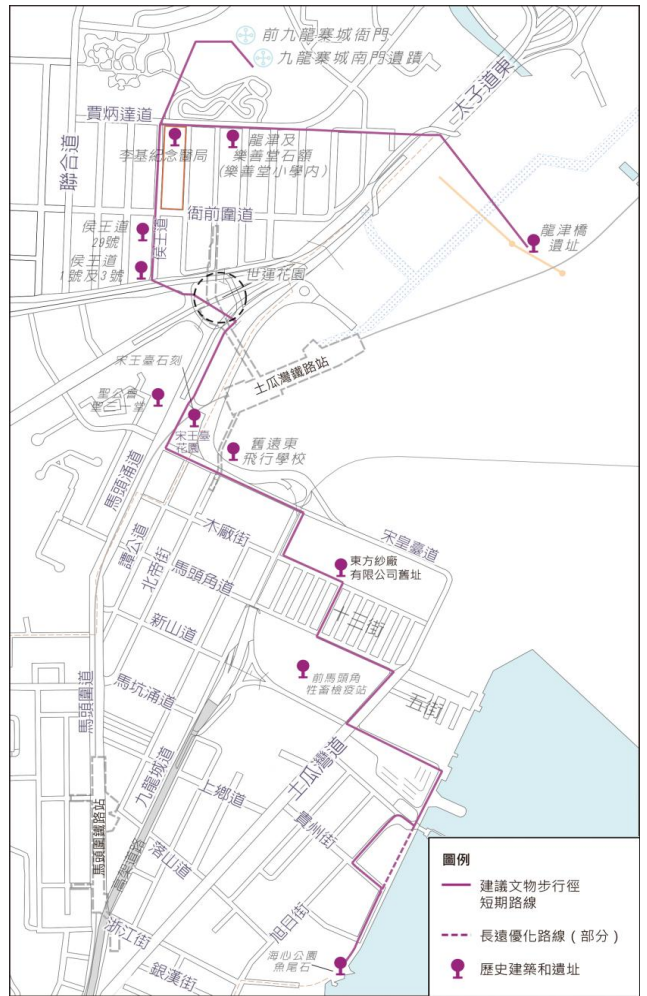 前九龍寨城衙門
九龍寨城南門遺蹟
太子道東
賈炳達道
聯合道
李基紀念醫局
龍津及
樂善堂石額
(樂善堂小學內)
衙前圍道
侯王道
29號
侯王道
侯王道
1號及3號
龍津橋
遺址
世運花園
宋王臺石刻
土瓜灣鐵路站
聖公會
聖三一堂
宋王臺
花園
舊遠東
飛行學校
馬頭涌道
宋皇臺道
木廠街
譚公道
北帝街
馬頭角道
東方紗廠
有限公司舊址
十三街
新山道
前馬頭角
牲畜檢疫站
馬坑涌道
五街
馬頭圍道
九龍城道
土瓜灣道
上鄉道
貴州街
馬頭圍鐵路站
高架道路
落山道
旭日街
浙江街
銀漢街
海心公園
魚尾石
圖例
建議文物步行徑
短期路線
長遠優化路線（部分）
歷史建築和遺址